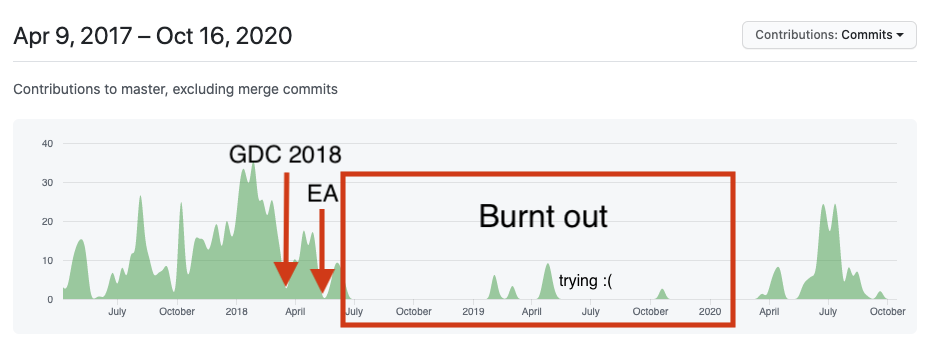 Apr 9, 2017 – Oct 16, 2020
Contributions: Commits
Contributions to master, excluding merge commits
40
GDC 2018
30
EA
Burnt out
20
10
trying :(
0
July October 2018 April July October 2019 April July October 2020 April July October